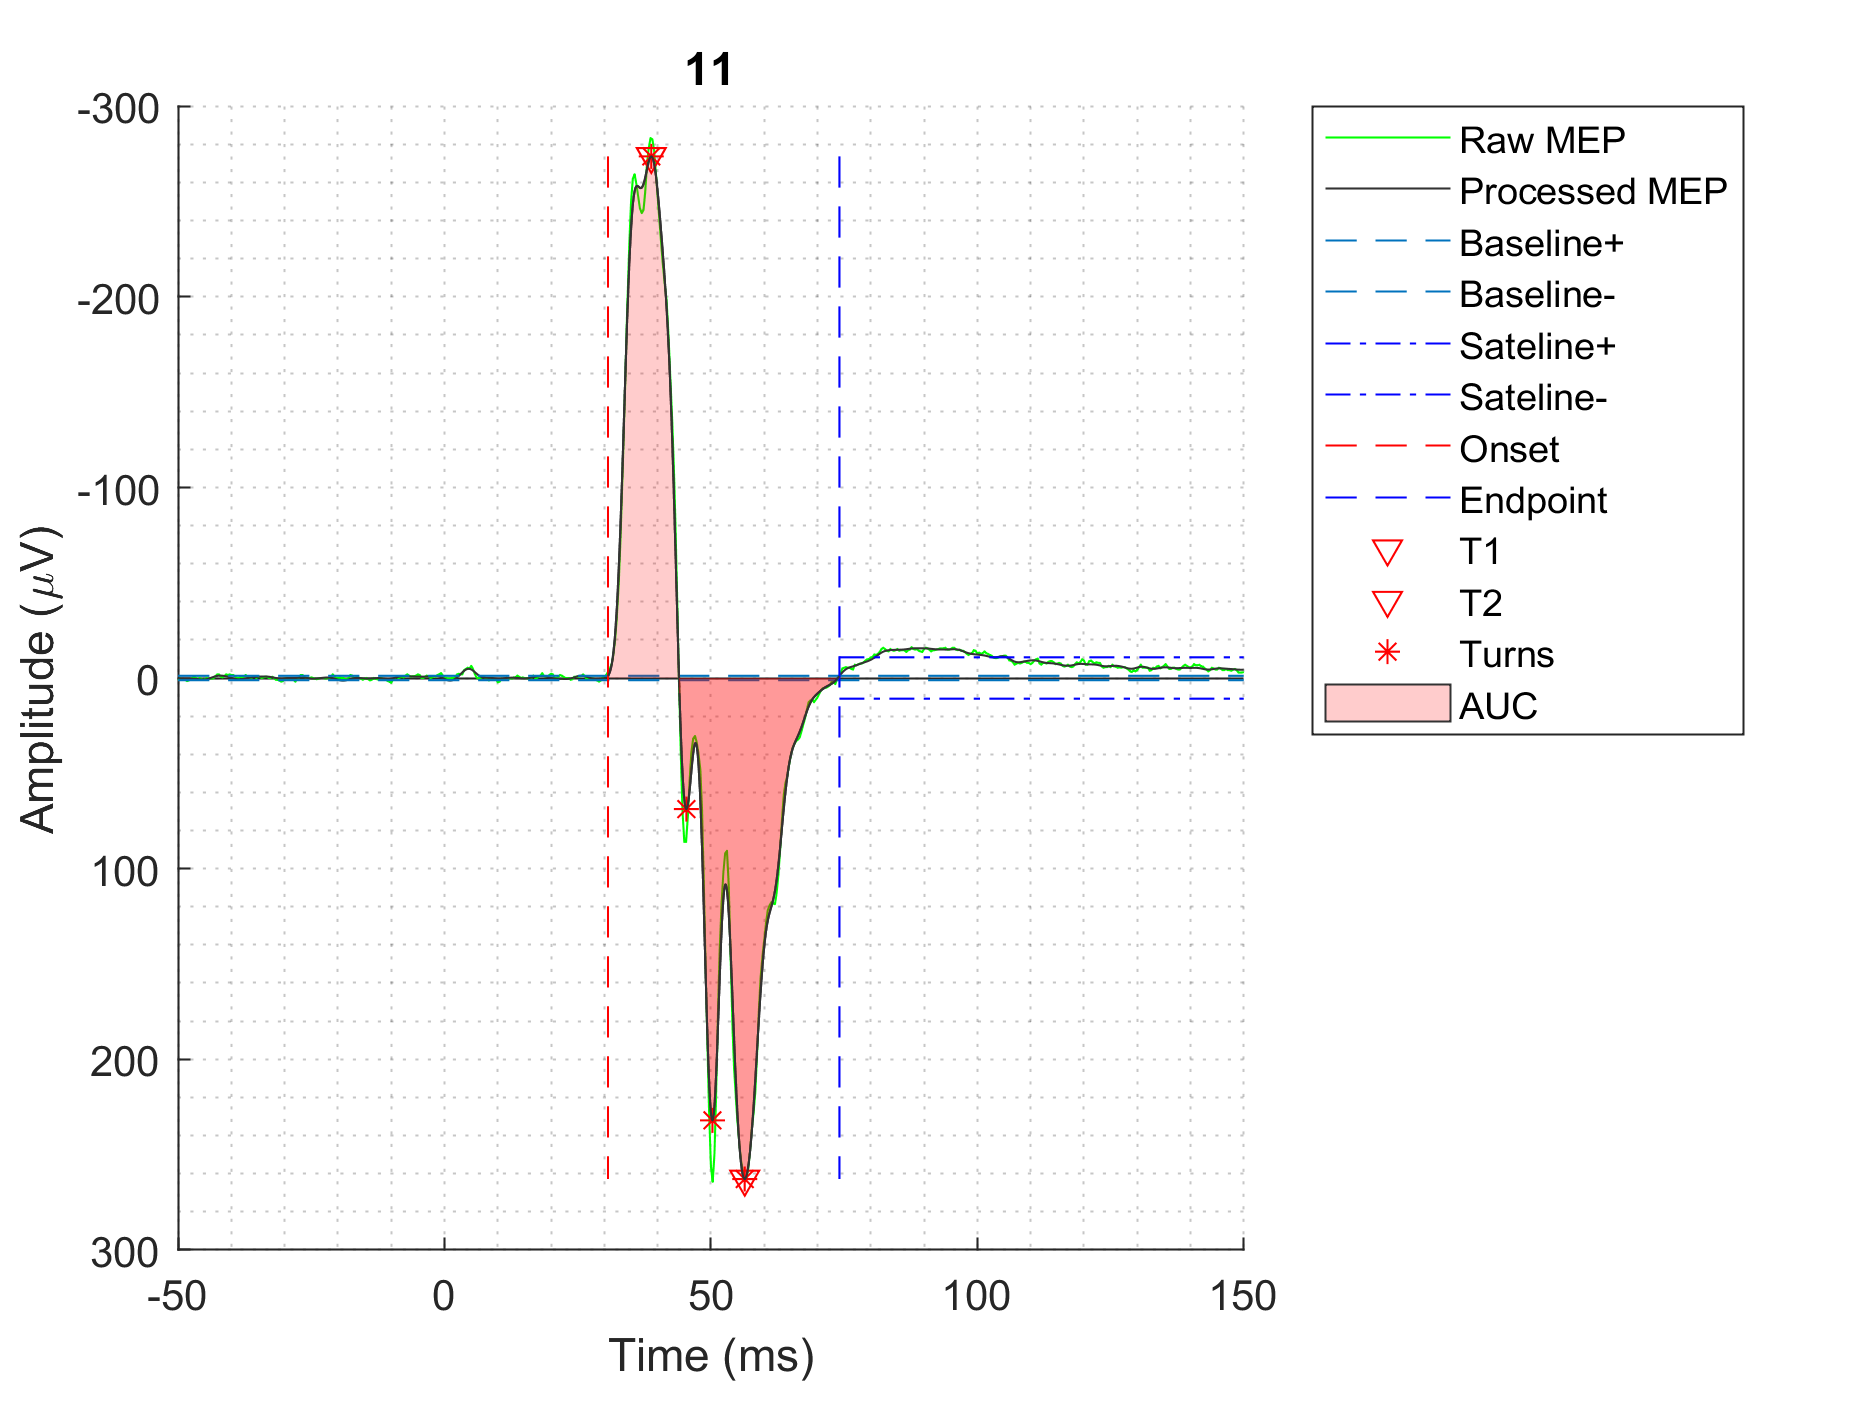 11
-300
-200
-100
0
100
200
300
Amplitude (μV)
-50
0
50
100
150
Time (ms)
Raw MEP
Processed MEP
Baseline+
Baseline-
Sateline+
Sateline-
Onset
Endpoint
T1
T2
Turns
AUC